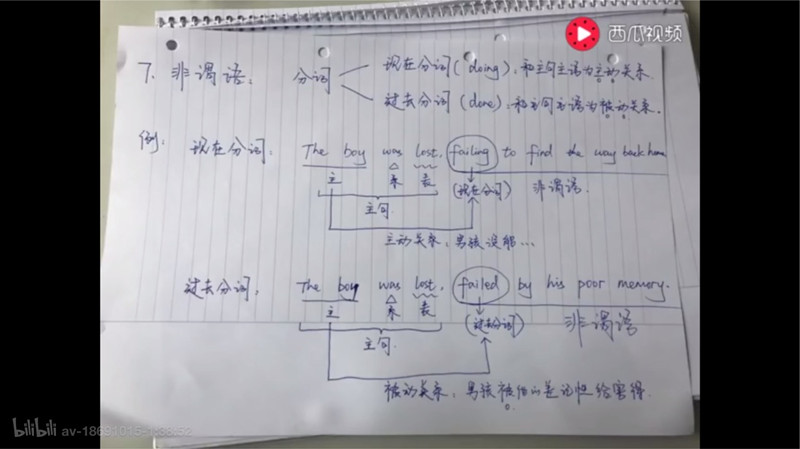 西瓜视频
7. 非谓语： 分词
现在分词(doing)：和主句主语为主动关系.
过去分词(done)：和主句主语为被动关系.
例： 现在分词： The boy was lost, failing to find the way back home
主 系 表 (现在分词) 非谓语.
主句.
主动关系，男孩没能...
过去分词， The boy was lost, failed by his poor memory.
主 系 表 (过去分词) 非谓语
主句.
被动关系，男孩被他的差记性给害得.
bilibili av-18691015